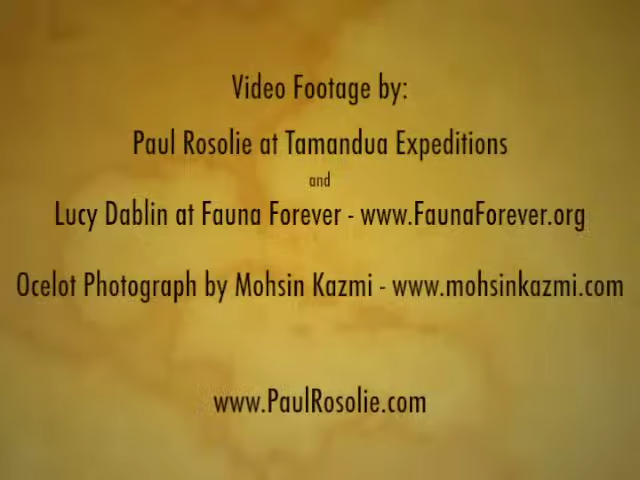 Video Footage by:
Paul Rosolie at Tamandua Expeditions
and
Lucy Dablin at Fauna Forever - www.FaunaForever.org
Ocelot Photograph by Mohsin Kazmi - www.mohsinkazmi.com
www.PaulRosolie.com